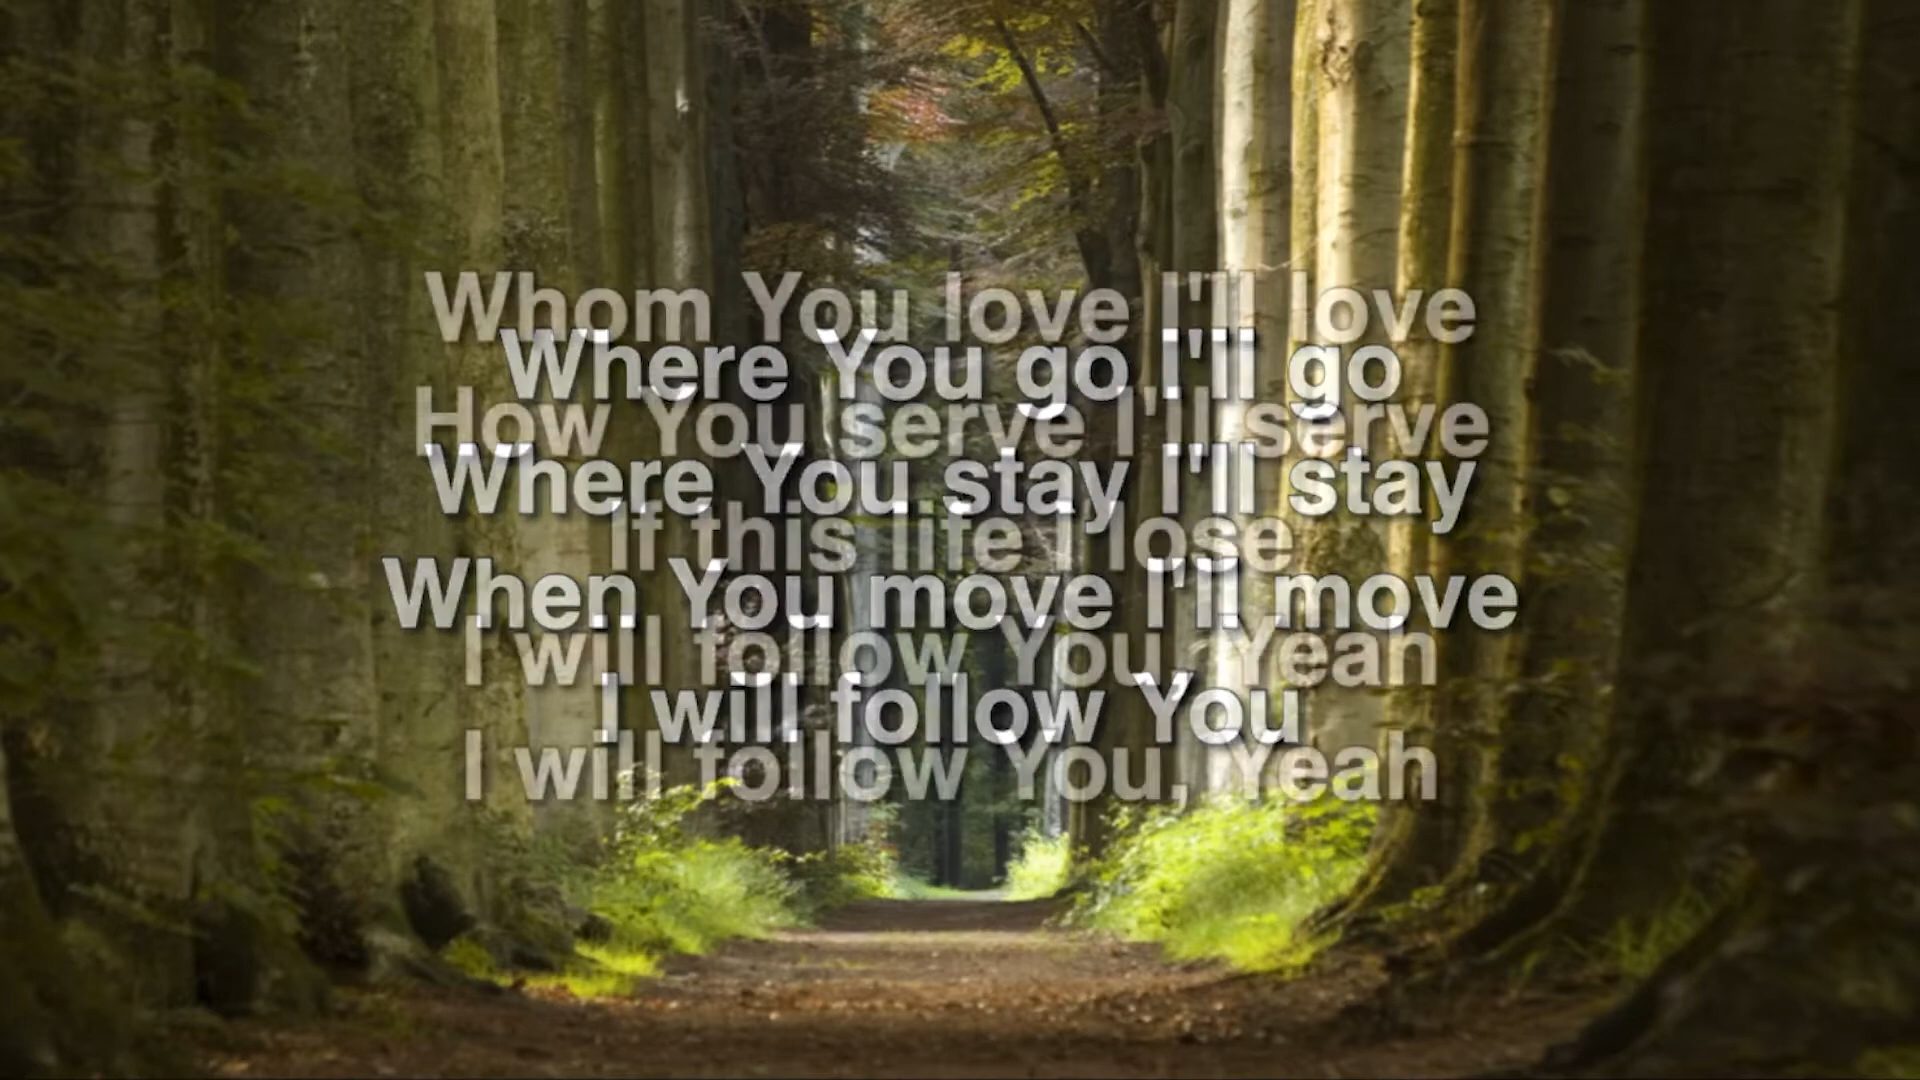 Whom You love I'll love
Where You go I'll go
How You serve I'll serve
Where You stay I'll stay
If this life I lose
When You move I'll move
I will follow You, Yeah
I will follow You
I will follow You, Yeah